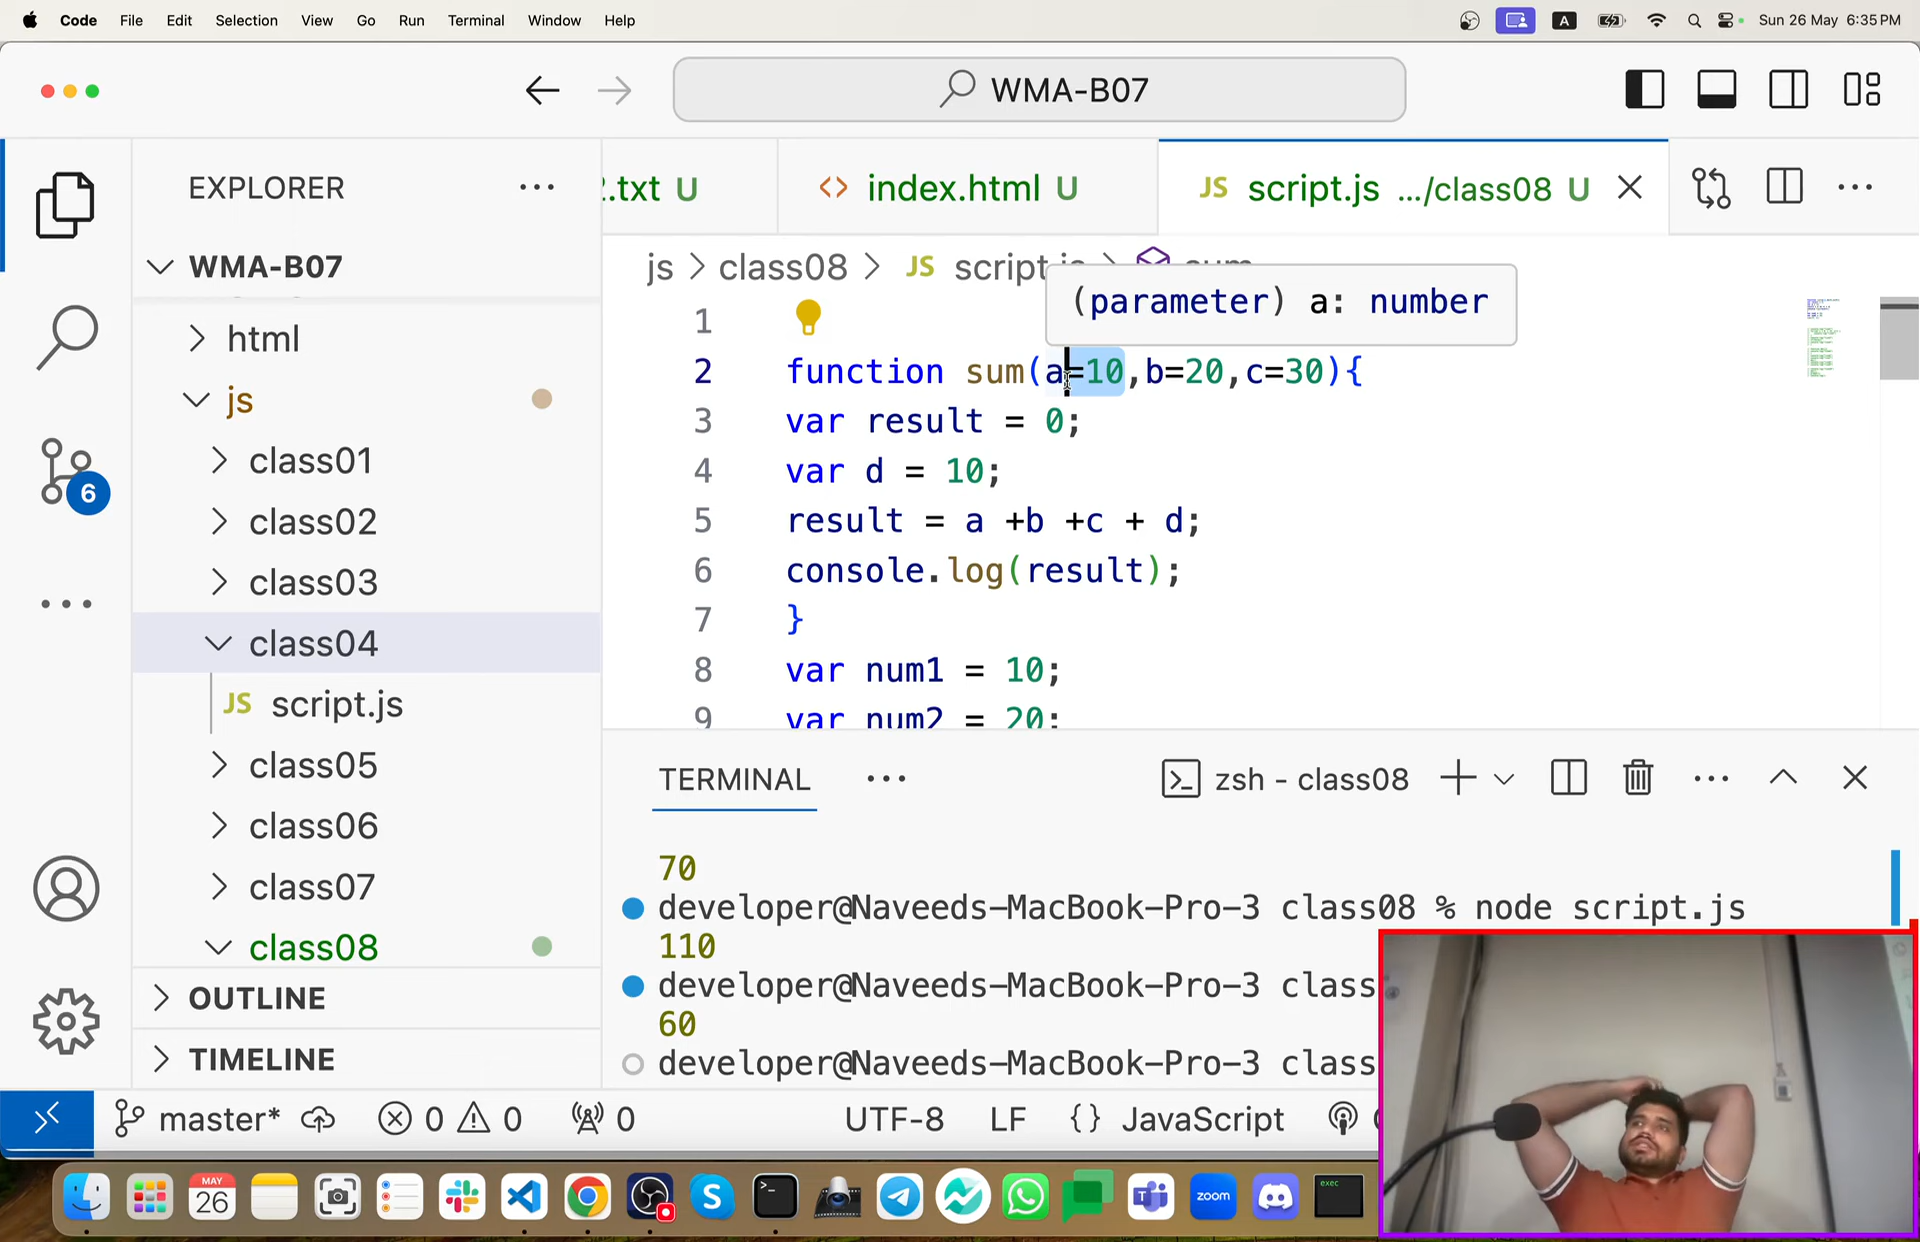 Code File Edit Selection View Go Run Terminal Window Help
A
Sun 26 May 6:35 PM
WMA-B07
EXPLORER
.txt U
index.html U
JS script.js .../class08 U
WMA-B07
js > class08 > JS script.js
(parameter) a: number
html
js
class01
class02
class03
class04
JS script.js
class05
class06
class07
class08
OUTLINE
TIMELINE
6
1
2 function sum(a=10,b=20,c=30){
3 var result = 0;
4 var d = 10;
5 result = a +b +c + d;
6 console.log(result);
7 }
8 var num1 = 10;
9 var num2 = 20;
TERMINAL
zsh - class08
70
developer@Naveeds-MacBook-Pro-3 class08 % node script.js
110
developer@Naveeds-MacBook-Pro-3 class
60
developer@Naveeds-MacBook-Pro-3 class
master* 0 0 0 UTF-8 LF {} JavaScript
MAY
26
S
T
zoom
exec